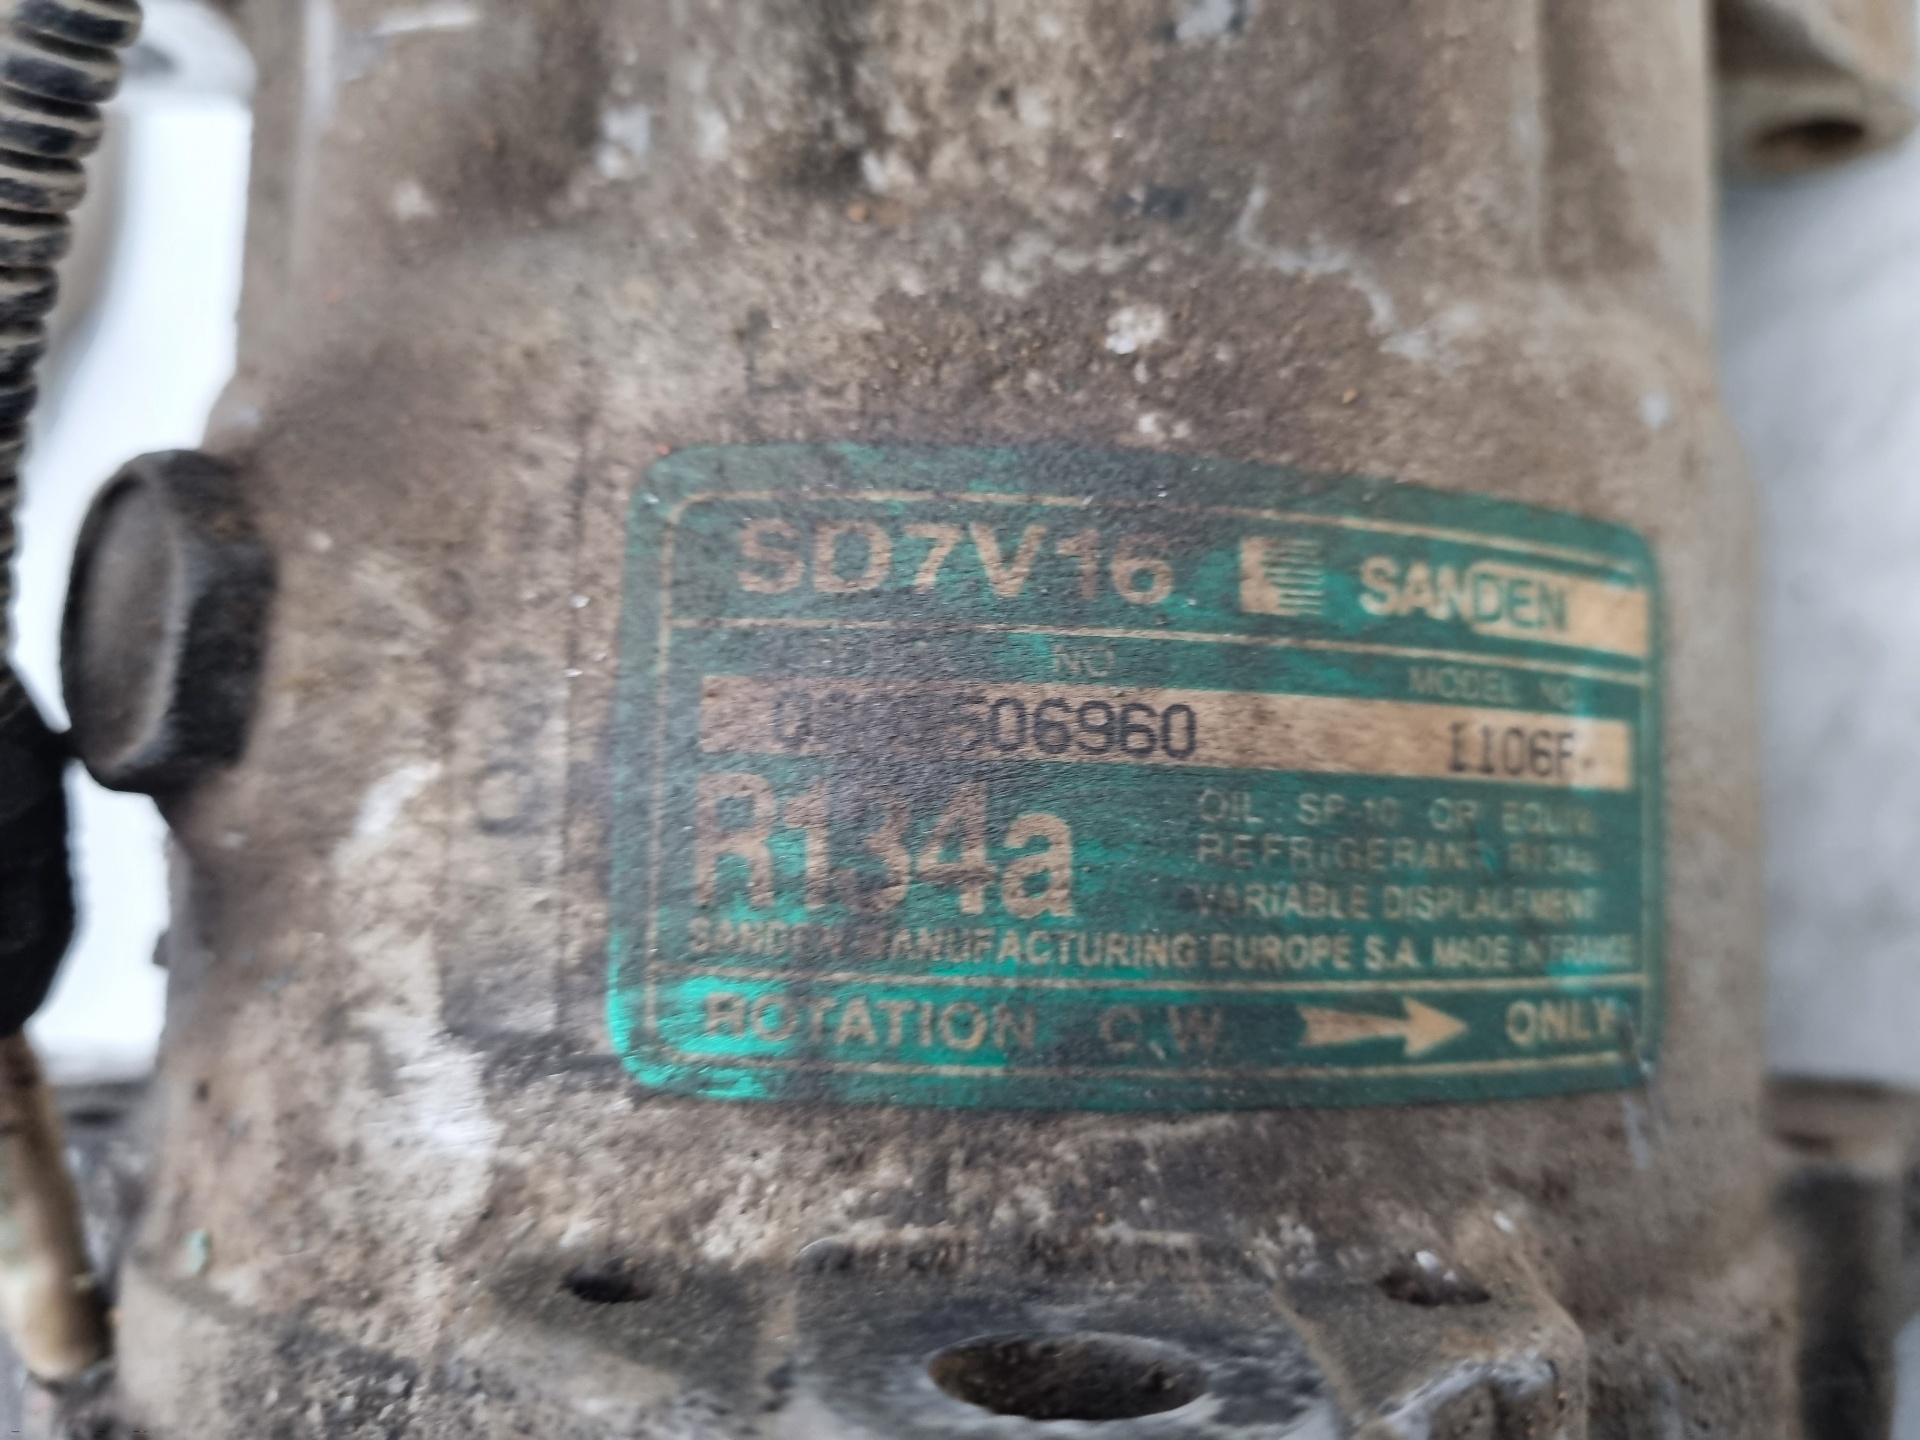 SD7V16 SANDEN
NO MODEL NO
1106F
R134a
OIL SP-10 OR EQUIV.
REFRIGERANT R134a
VARIABLE DISPLACEMENT
SANDEN MANUFACTURING EUROPE S.A. MADE IN FRANCE
ROTATION C.W. ONLY